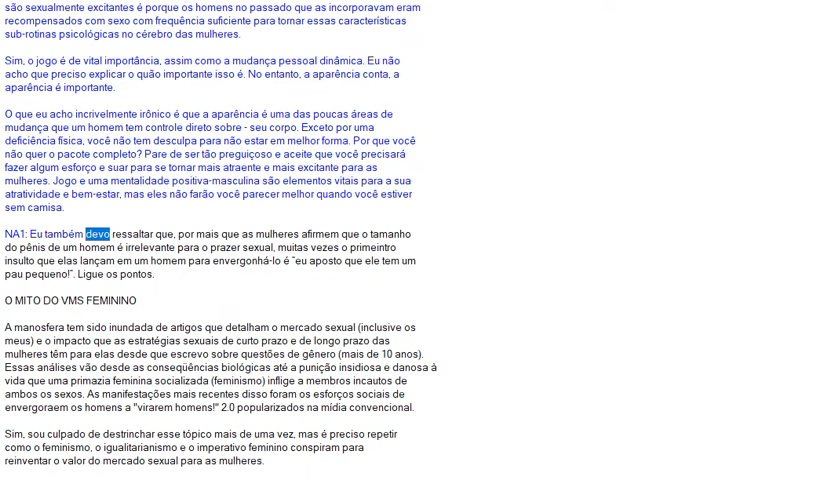 são sexualmente excitantes é porque os homens no passado que as incorporavam eram
recompensados com sexo com frequência suficiente para tornar essas características
sub-rotinas psicológicas no cérebro das mulheres.
Sim, o jogo é de vital importância, assim como a mudança pessoal dinâmica. Eu não
acho que preciso explicar o quão importante isso é. No entanto, a aparência conta, a
aparência é importante.
O que eu acho incrivelmente irônico é que a aparência é uma das poucas áreas de
mudança que um homem tem controle direto sobre - seu corpo. Exceto por uma
deficiência física, você não tem desculpa para não estar em melhor forma. Por que você
não quer o pacote completo? Pare de ser tão preguiçoso e aceite que você precisará
fazer algum esforço e suar para se tornar mais atraente e mais excitante para as
mulheres. Jogo e uma mentalidade positiva-masculina são elementos vitais para a sua
atratividade e bem-estar, mas eles não farão você parecer melhor quando você estiver
sem camisa.
NA1: Eu também devo ressaltar que, por mais que as mulheres afirmem que o tamanho
do pênis de um homem é irrelevante para o prazer sexual, muitas vezes o primeintro
insulto que elas lançam em um homem para envergonhá-lo é "eu aposto que ele tem um
pau pequeno!". Ligue os pontos.
O MITO DO VMS FEMININO
A manosfera tem sido inundada de artigos que detalham o mercado sexual (inclusive os
meus) e o impacto que as estratégias sexuais de curto prazo e de longo prazo das
mulheres têm para elas desde que escrevo sobre questões de gênero (mais de 10 anos).
Essas análises vão desde as conseqüências biológicas até a punição insidiosa e danosa à
vida que uma primazia feminina socializada (feminismo) inflige a membros incautos de
ambos os sexos. As manifestações mais recentes disso foram os esforços sociais de
envergoraem os homens a "virarem homens!" 2.0 popularizados na mídia convencional.
Sim, sou culpado de destrinchar esse tópico mais de uma vez, mas é preciso repetir
como o feminismo, o igualitarianismo e o imperativo feminino conspiram para
reinventar o valor do mercado sexual para as mulheres.